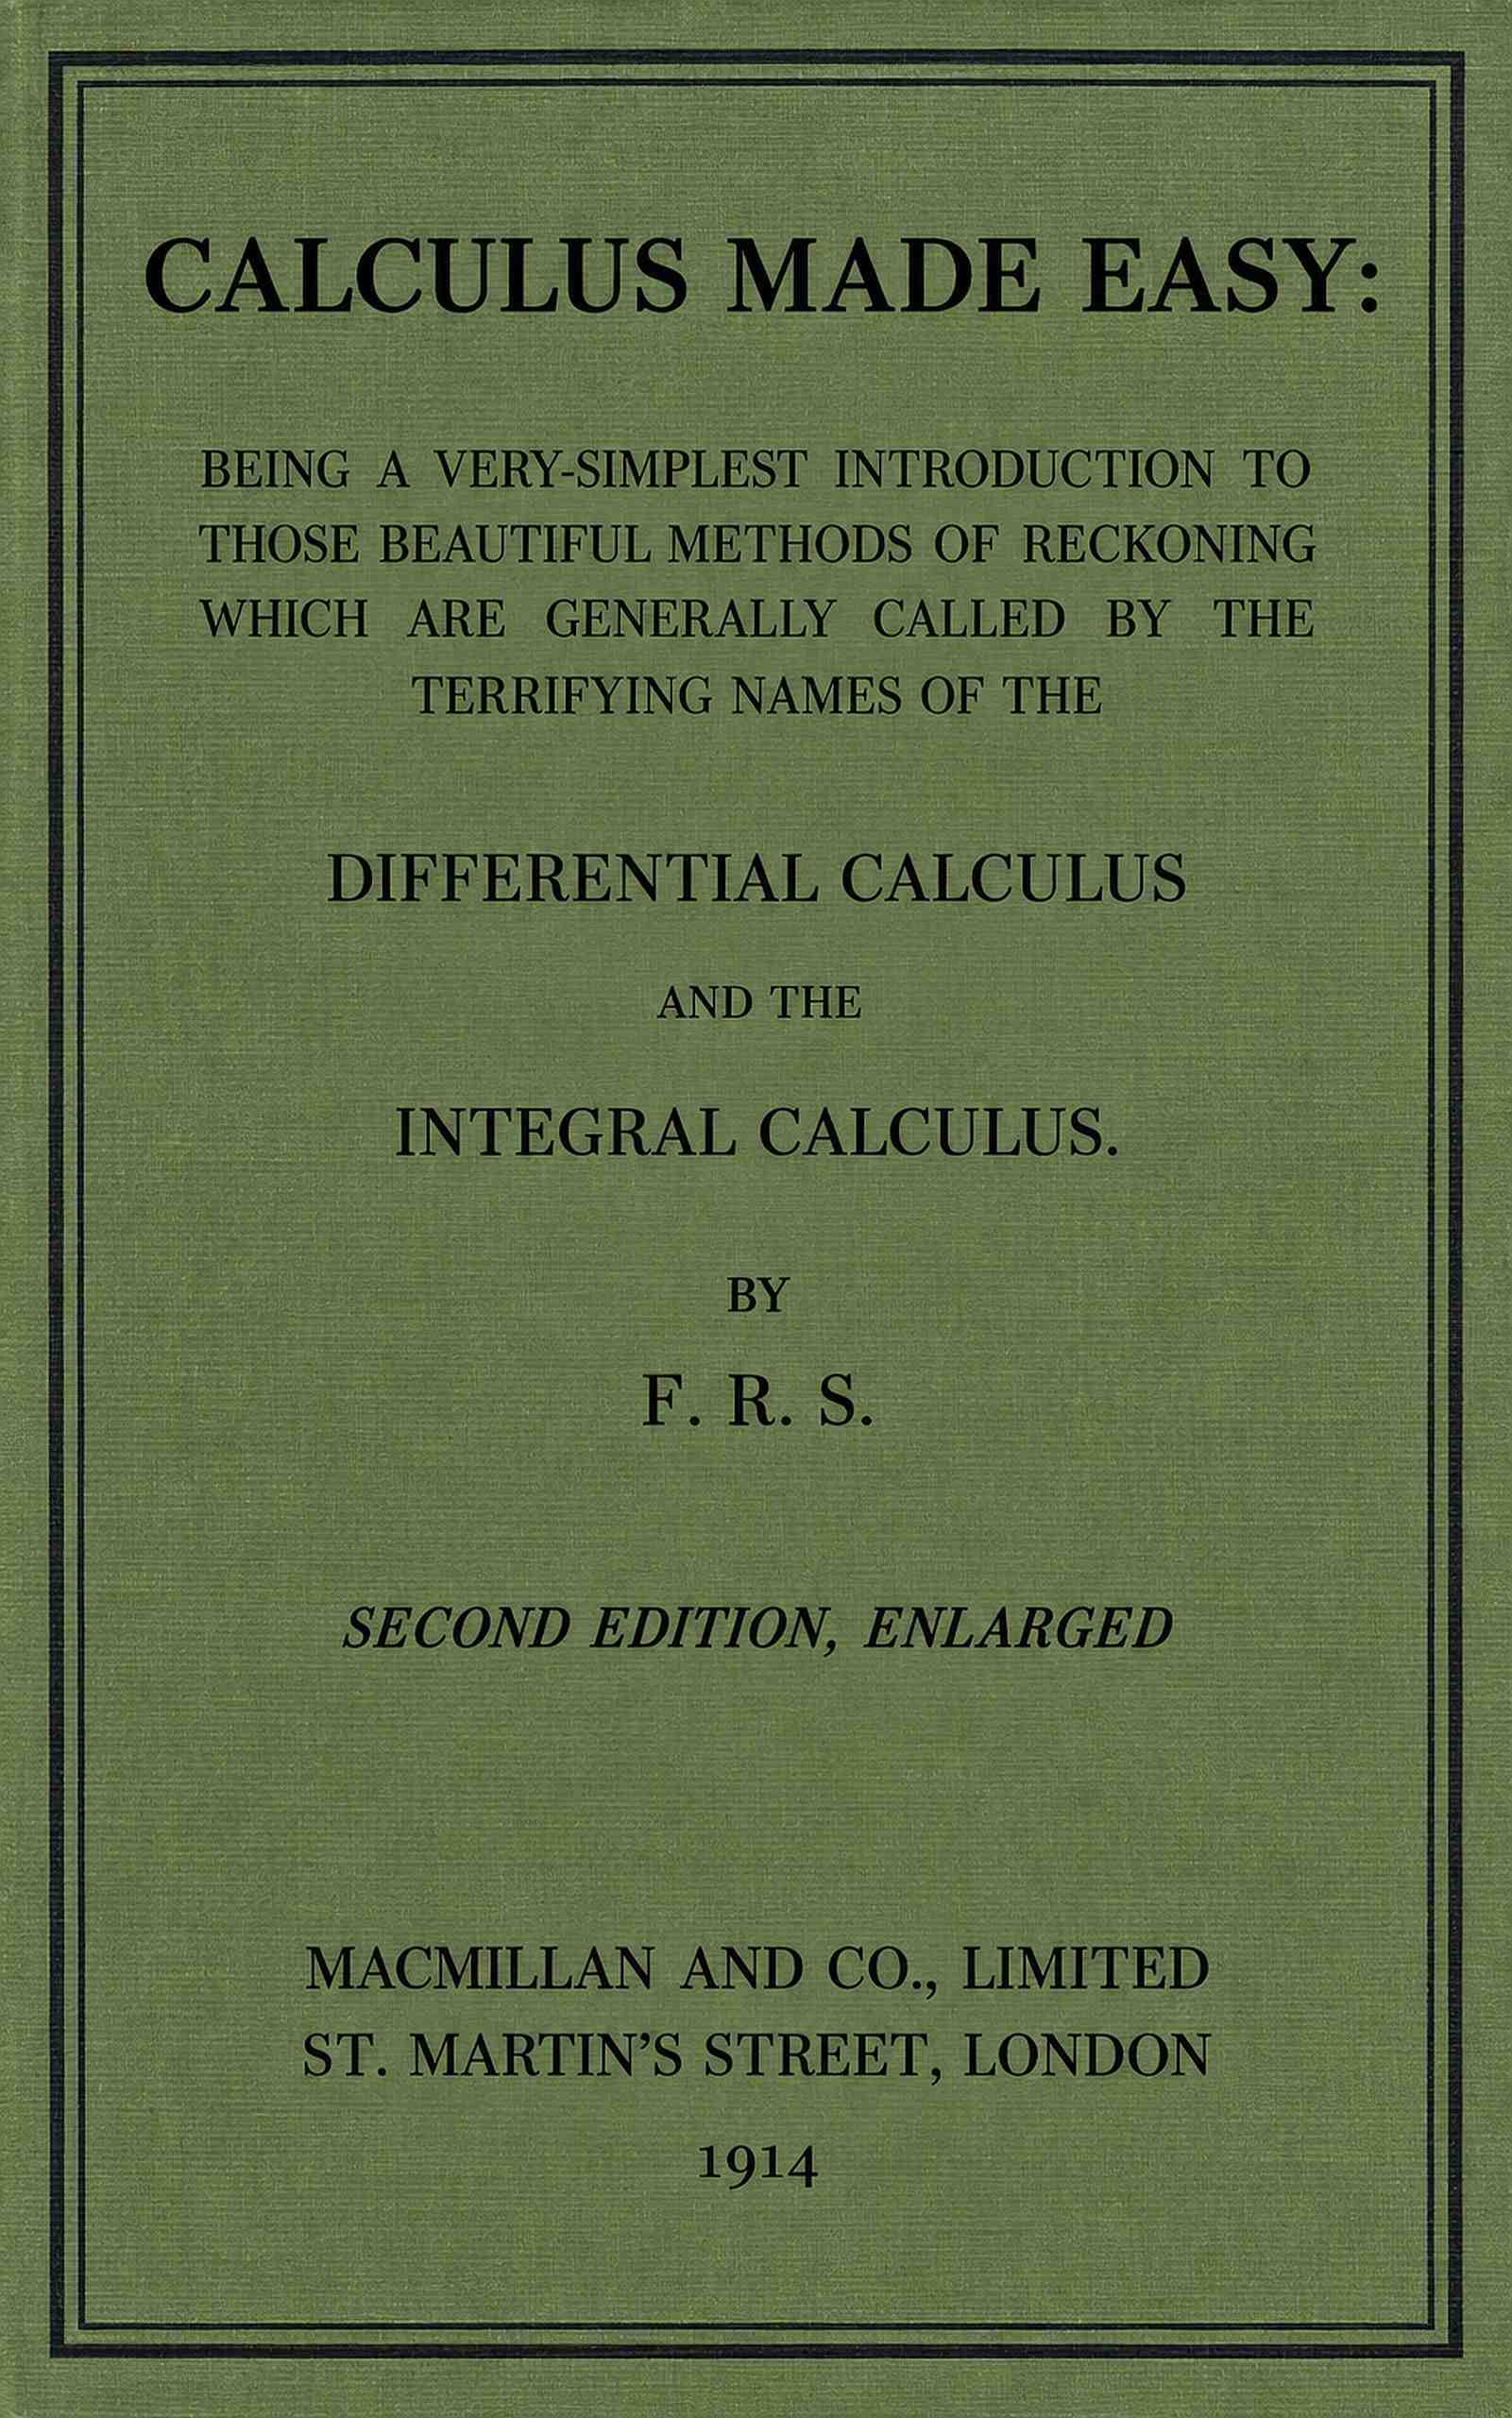 CALCULUS MADE EASY:
BEING A VERY-SIMPLEST INTRODUCTION TO
THOSE BEAUTIFUL METHODS OF RECKONING
WHICH ARE GENERALLY CALLED BY THE
TERRIFYING NAMES OF THE
DIFFERENTIAL CALCULUS
AND THE
INTEGRAL CALCULUS.
BY
F. R. S.
SECOND EDITION, ENLARGED
MACMILLAN AND CO., LIMITED
ST. MARTIN’S STREET, LONDON
1914